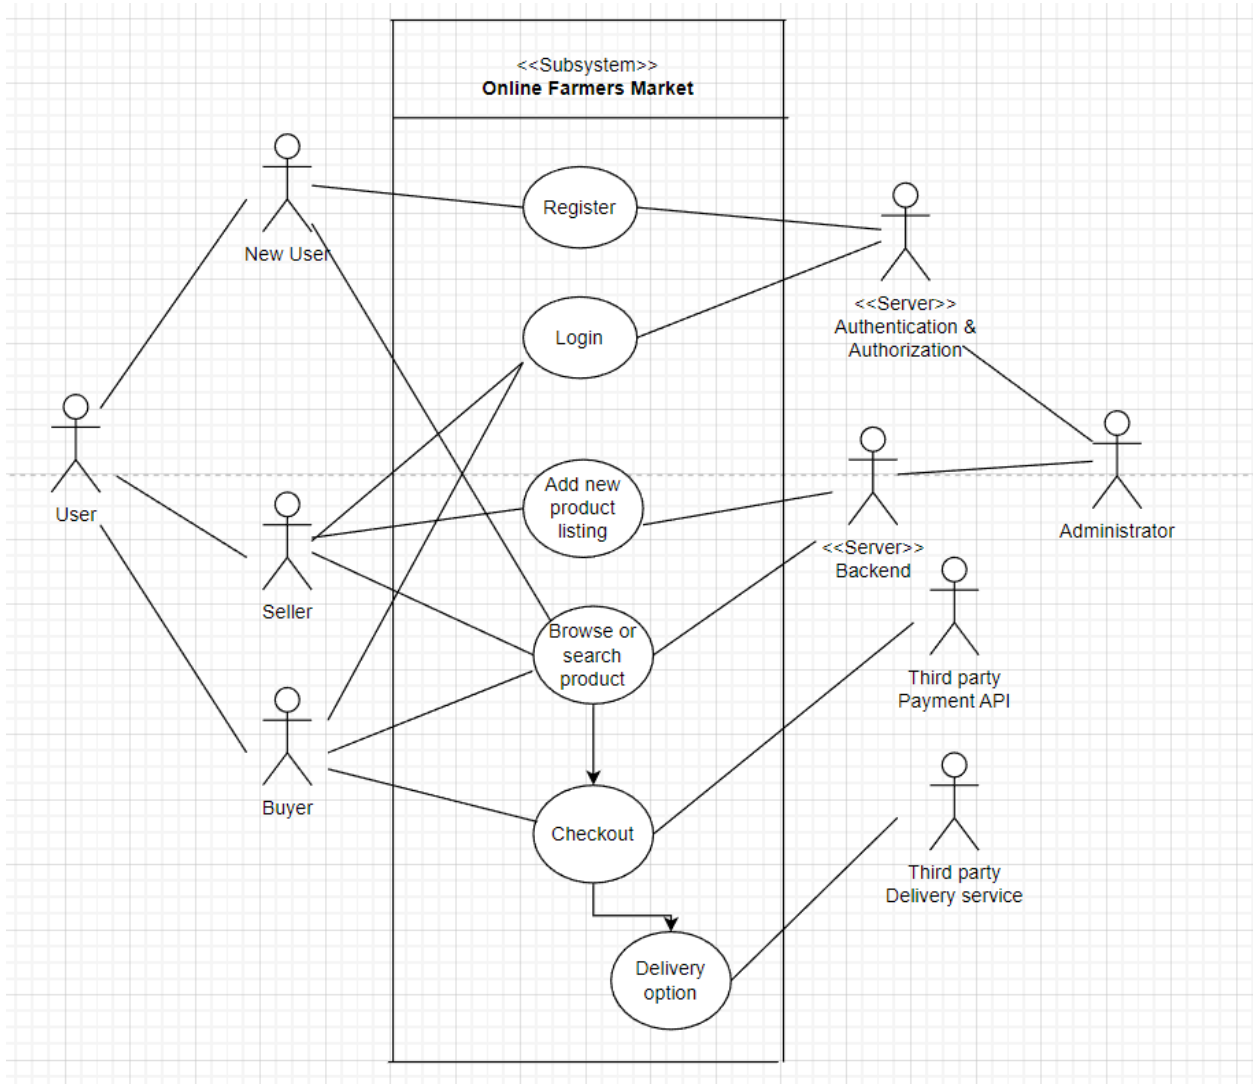 <<Subsystem>>
Online Farmers Market
New User
Register
<<Server>>
Authentication &
Authorization
Login
User
Seller
Add new
product
listing
<<Server>>
Backend
Administrator
Browse or
search
product
Third party
Payment API
Buyer
Checkout
Third party
Delivery service
Delivery
option